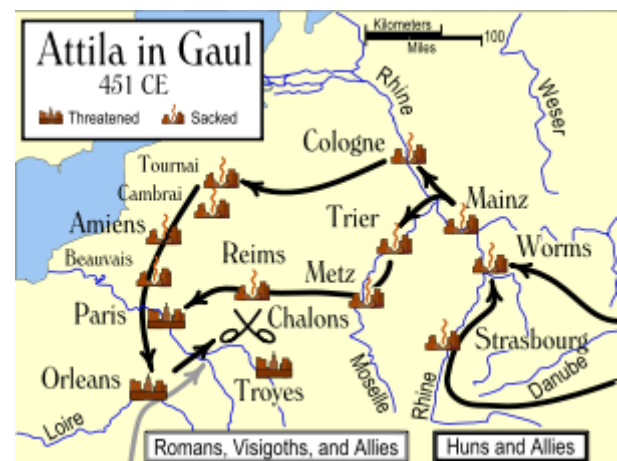 Attila in Gaul
451 CE
Threatened
Sacked
Kilometers
Miles
100
Rhine
Weser
Cologne
Tournai
Cambrai
Mainz
Trier
Amiens
Worms
Reims
Beauvais
Metz
Paris
Chalons
Strasbourg
Orleans
Troyes
Moselle
Rhine
Danube
Loire
Romans, Visigoths, and Allies
Huns and Allies